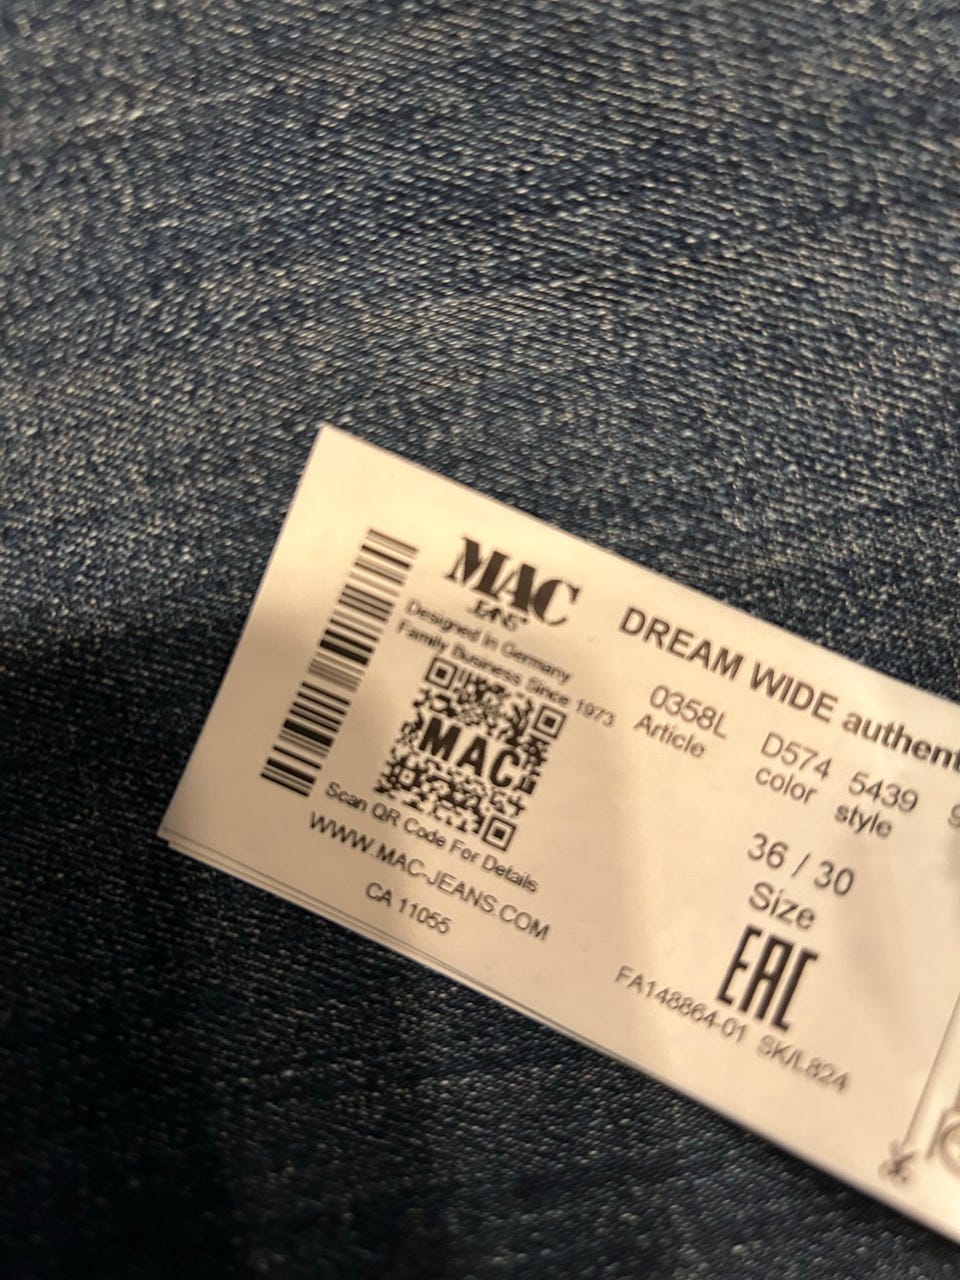 MAC
JEANS
Designed in Germany
Family Business Since 1973
MAC
Scan QR Code For Details
WWW.MAC-JEANS.COM
CA 11055
DREAM WIDE authent
0358L D574 5439
Article color style
36 / 30
Size
EAC
FA148864-01 SK/L824